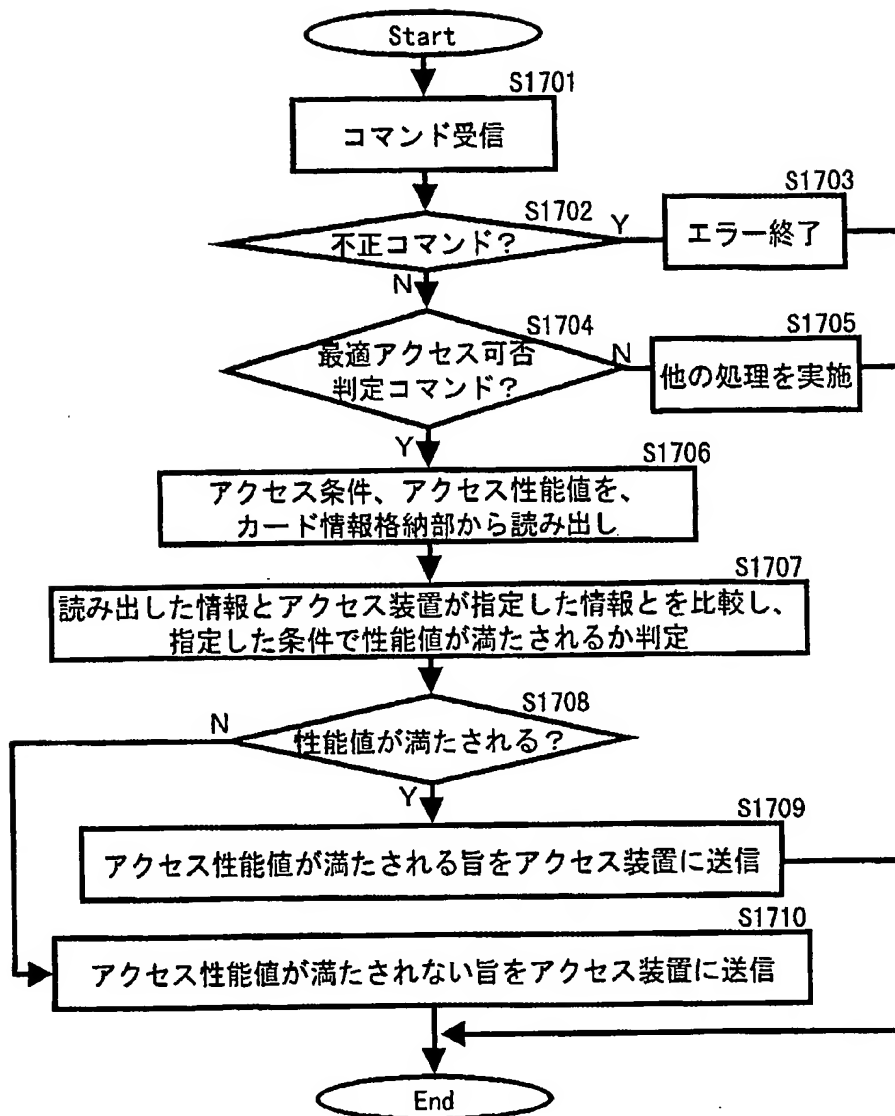 Start
S1701
コマンド受信
S1702
不正コマンド？
Y
N
S1703
エラー終了
S1704
最適アクセス可否
判定コマンド？
N
Y
S1705
他の処理を実施
S1706
アクセス条件、アクセス性能値を、
カード情報格納部から読み出し
S1707
読み出した情報とアクセス装置が指定した情報とを比較し、
指定した条件で性能値が満たされるか判定
S1708
性能値が満たされる？
N
Y
S1709
アクセス性能値が満たされる旨をアクセス装置に送信
S1710
アクセス性能値が満たされない旨をアクセス装置に送信
End